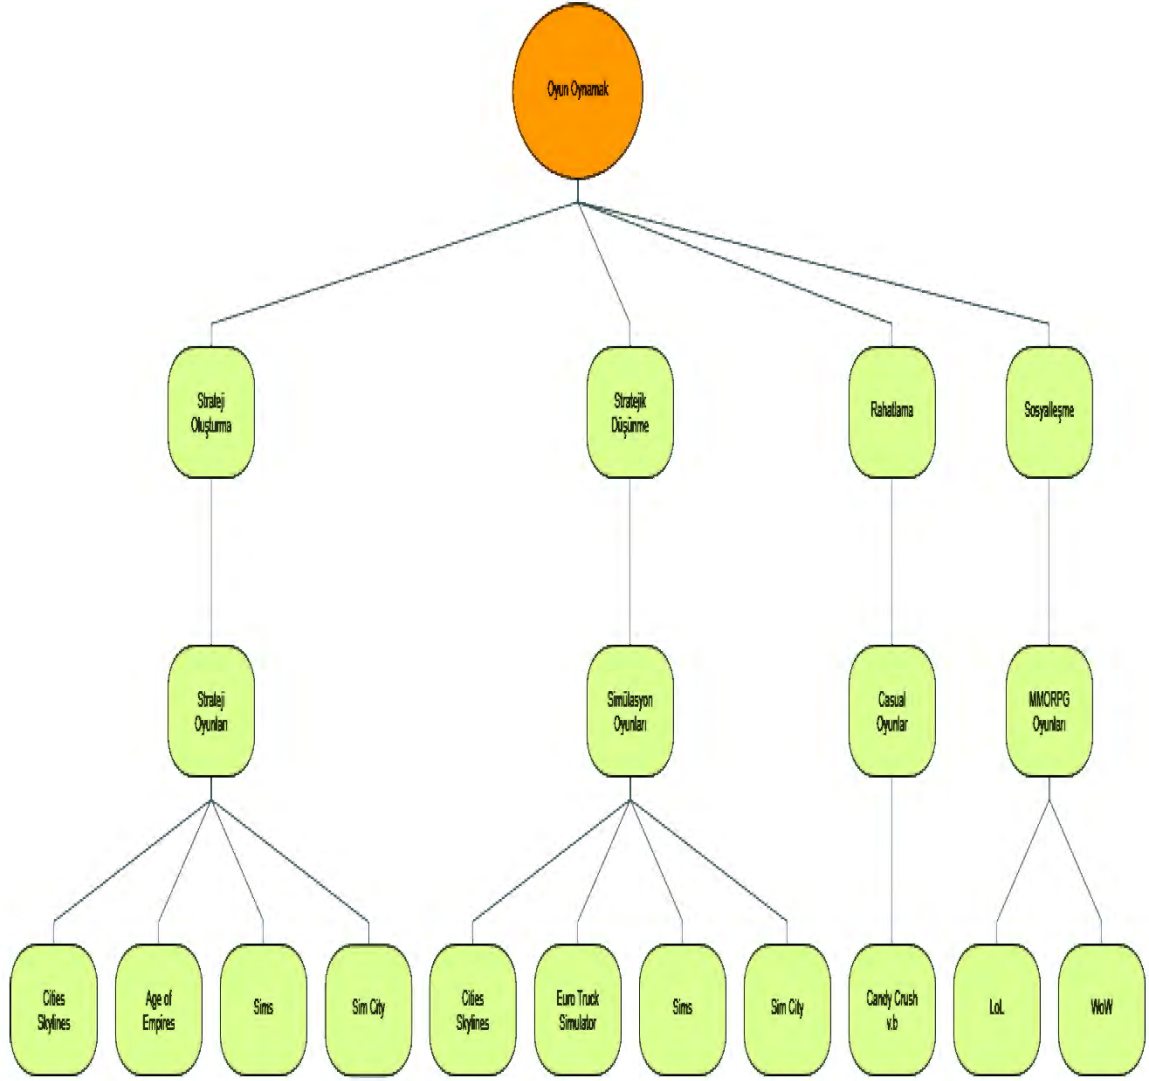 Oyun Oynamak
Strateji
Oluşturma
Stratejik
Düşünme
Rahatlama
Sosyalleşme
Strateji
Oyunları
Simülasyon
Oyunları
Casual
Oyunlar
MMORPG
Oyunları
Cities
Skylines
Age of
Empires
Sims
Sim City
Cities
Skylines
Euro Truck
Simulator
Sims
Sim City
Candy Crush
v.b
LoL
WoW